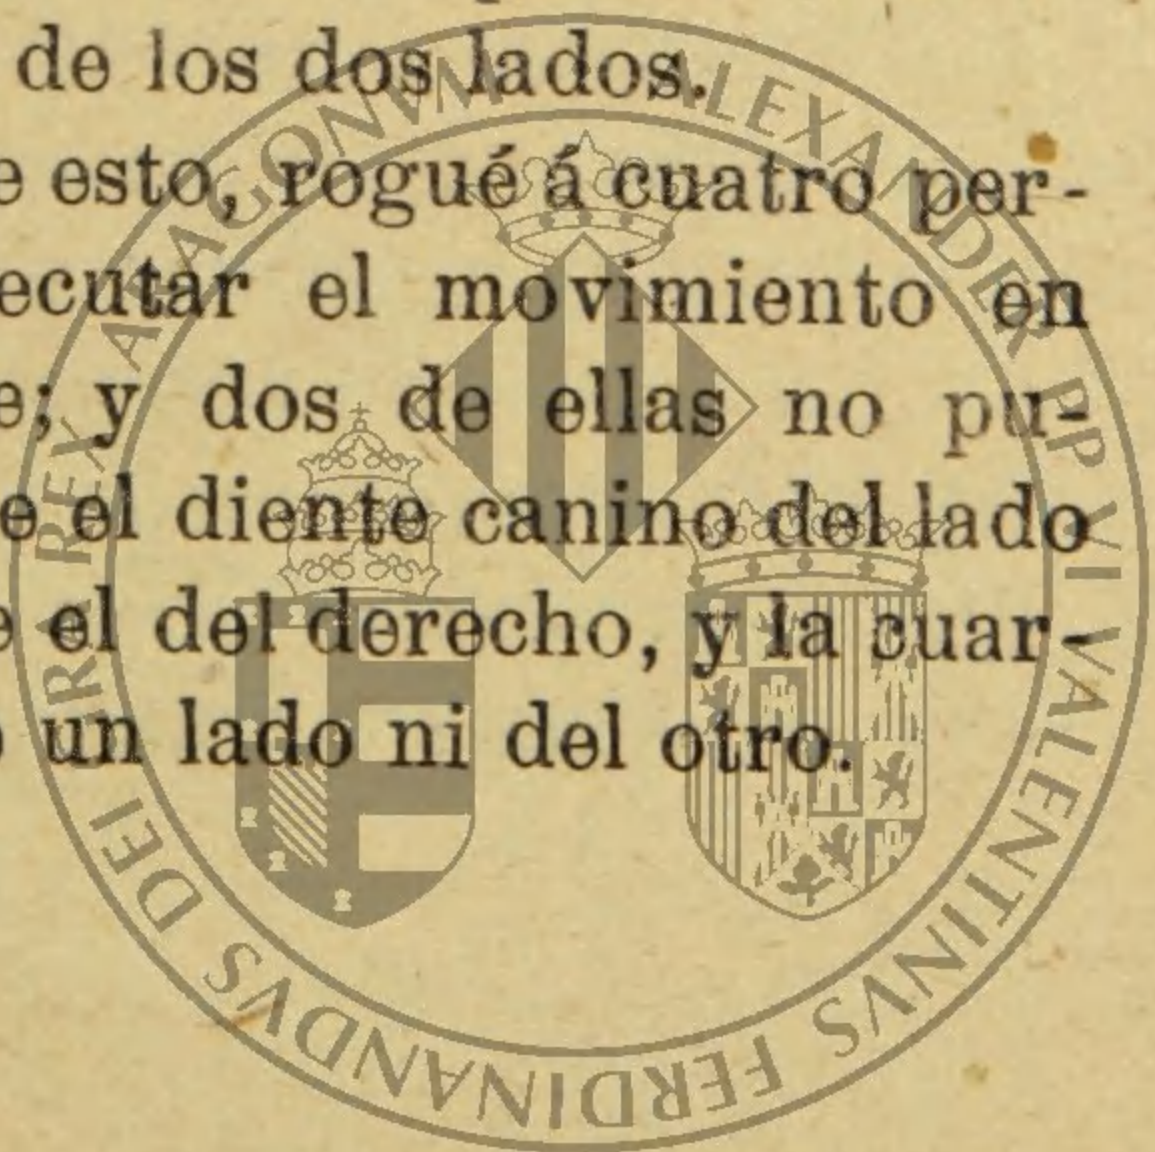 de los dos lados.
e esto, rogué á cuatro per-
ecutar el movimiento en
e; y dos de ellas no pu-
e el diente canino del lado
e el del derecho, y la cuar-
un lado ni del otro.
ALEXANDER PP VI VALENTINVS FERDINANDVS DEI GRA REX ARAGONVM